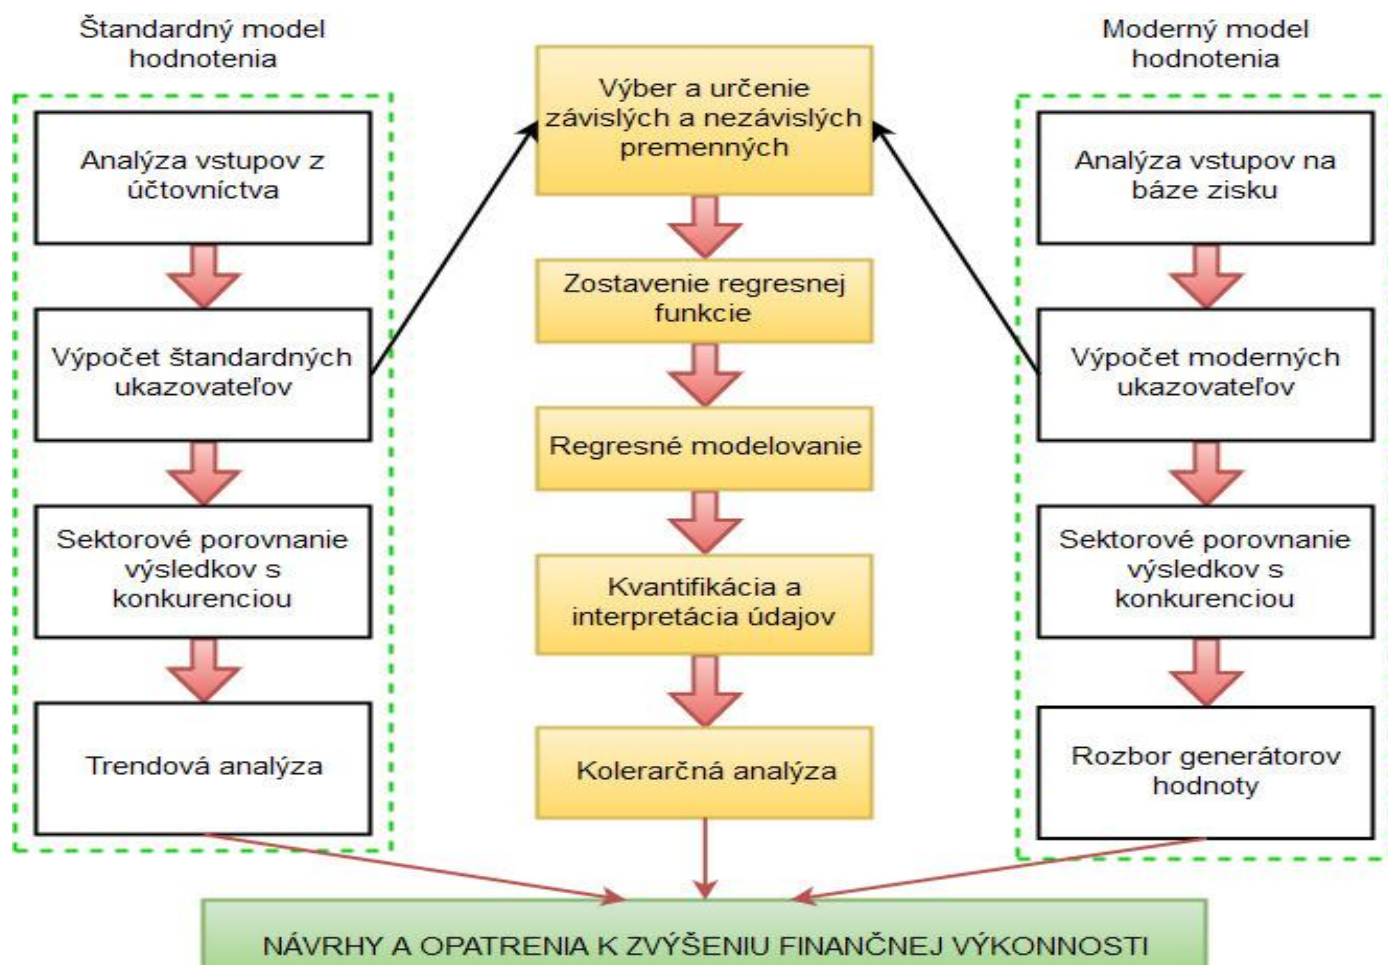 Štandardný model
hodnotenia
Analýza vstupov z
účtovníctva
Výpočet štandardných
ukazovateľov
Sektorové porovnanie
výsledkov s
konkurenciou
Trendová analýza
Výber a určenie
závislých a nezávislých
premenných
Zostavenie regresnej
funkcie
Regresné modelovanie
Kvantifikácia a
interpretácia údajov
Kolerarčná analýza
Moderný model
hodnotenia
Analýza vstupov na
báze zisku
Výpočet moderných
ukazovateľov
Sektorové porovnanie
výsledkov s
konkurenciou
Rozbor generátorov
hodnoty
NÁVRHY A OPATRENIA K ZVÝŠENIU FINANČNEJ VÝKONNOSTI